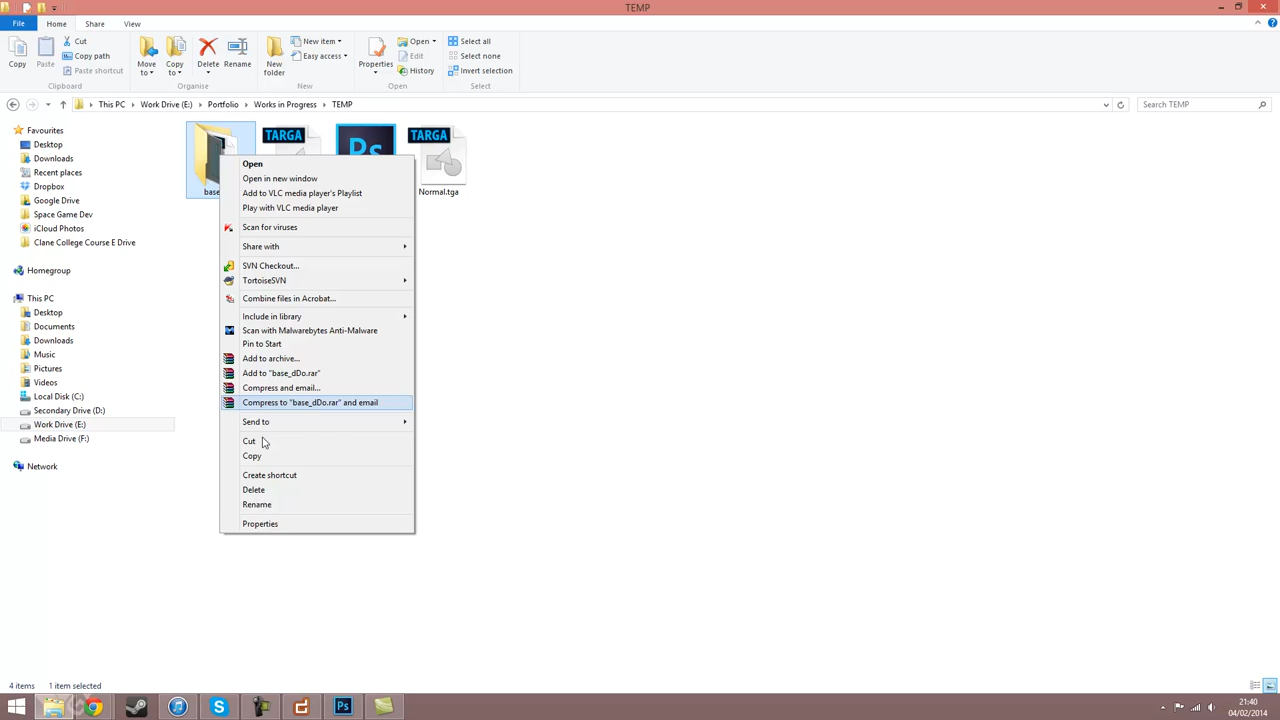 TEMP
File Home Share View
Copy
Paste
Cut
Copy path
Paste shortcut
Clipboard
Move to
Copy to
Delete
Rename
Organise
New folder
New item
Easy access
New
Properties
Open
Edit
History
Open
Select all
Select none
Invert selection
Select
This PC Work Drive (E:) Portfolio Works in Progress TEMP
Search TEMP
Favourites
Desktop
Downloads
Recent places
Dropbox
Google Drive
Space Game Dev
iCloud Photos
Clane College Course E Drive
Homegroup
This PC
Desktop
Documents
Downloads
Music
Pictures
Videos
Local Disk (C:)
Secondary Drive (D:)
Work Drive (E:)
Media Drive (F:)
Network
TARGA
Ps
TARGA
Normal.tga
Open
Open in new window
Add to VLC media player's Playlist
Play with VLC media player
Scan for viruses
Share with
SVN Checkout...
TortoiseSVN
Combine files in Acrobat...
Include in library
Scan with Malwarebytes Anti-Malware
Pin to Start
Add to archive...
Add to "base_dDo.rar"
Compress and email...
Compress to "base_dDo.rar" and email
Send to
Cut
Copy
Create shortcut
Delete
Rename
Properties
4 items 1 item selected
Ps
21:40
04/02/2014